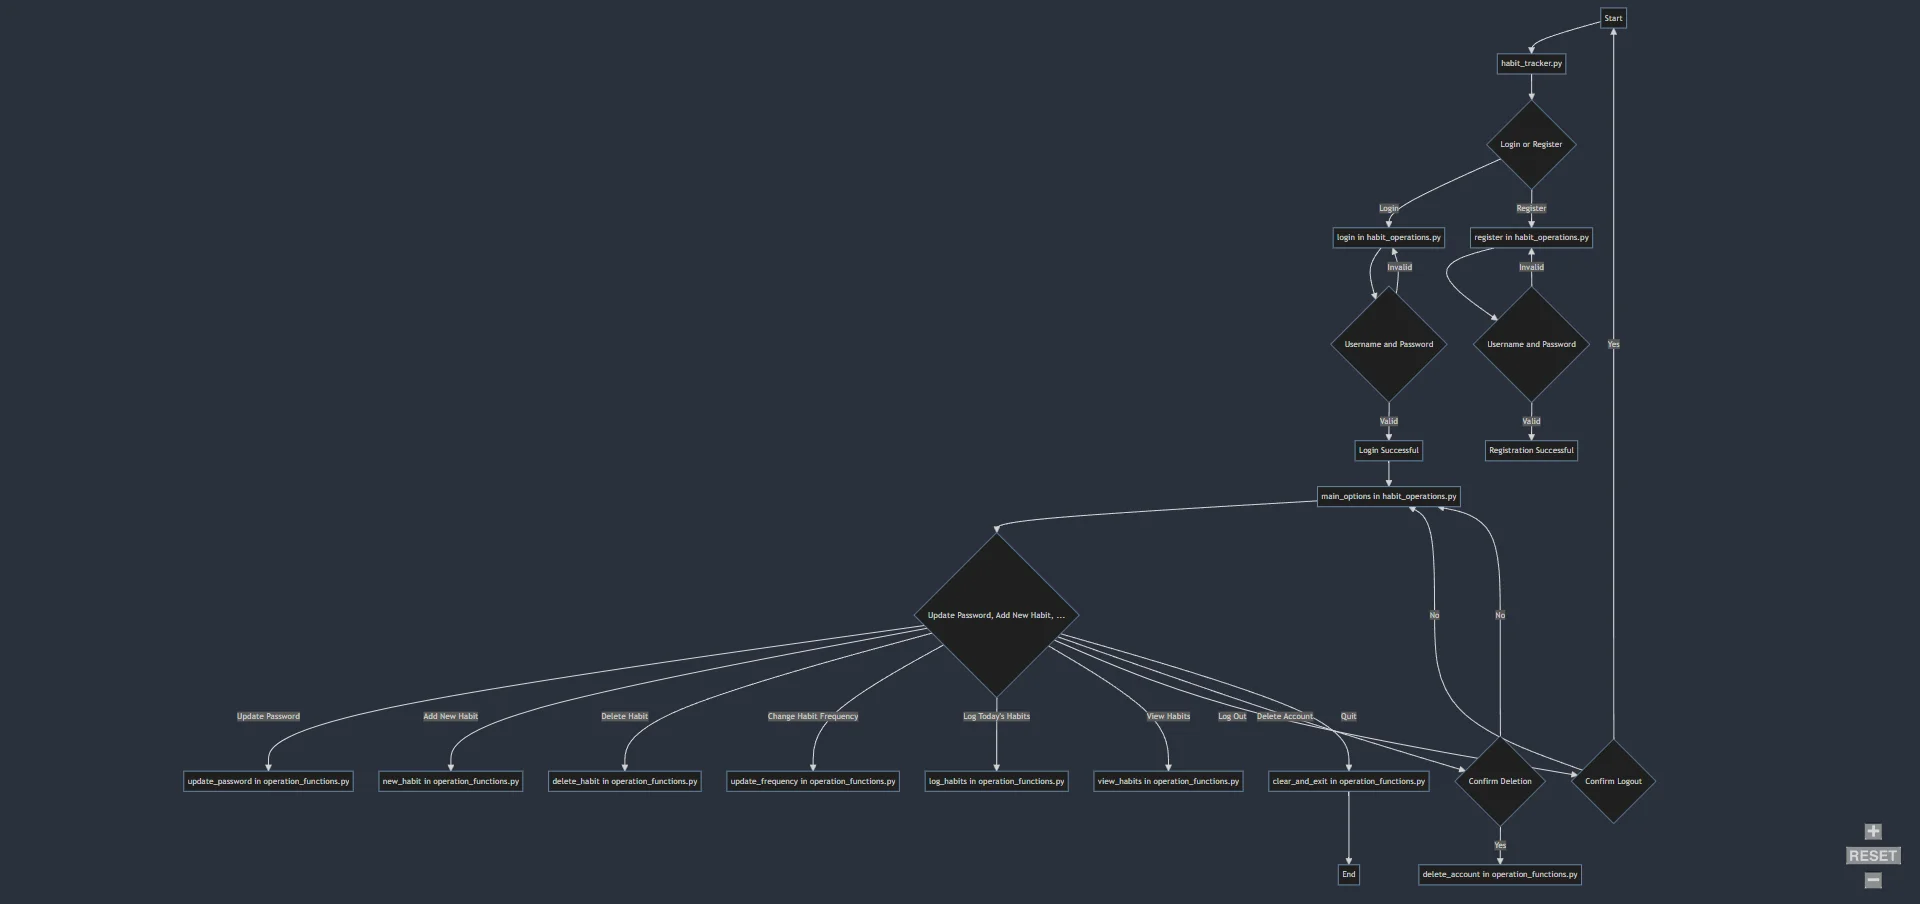 Start
habit_tracker.py
Login or Register
Login
Register
login in habit_operations.py
register in habit_operations.py
Invalid
Invalid
Username and Password
Username and Password
Yes
Valid
Valid
Login Successful
Registration Successful
main_options in habit_operations.py
Update Password, Add New Habit, ...
No
No
Update Password
Add New Habit
Delete Habit
Change Habit Frequency
Log Today's Habits
View Habits
Log Out
Delete Account
Quit
update_password in operation_functions.py
new_habit in operation_functions.py
delete_habit in operation_functions.py
update_frequency in operation_functions.py
log_habits in operation_functions.py
view_habits in operation_functions.py
clear_and_exit in operation_functions.py
Confirm Deletion
Confirm Logout
+
Yes
RESET
End
delete_account in operation_functions.py
−